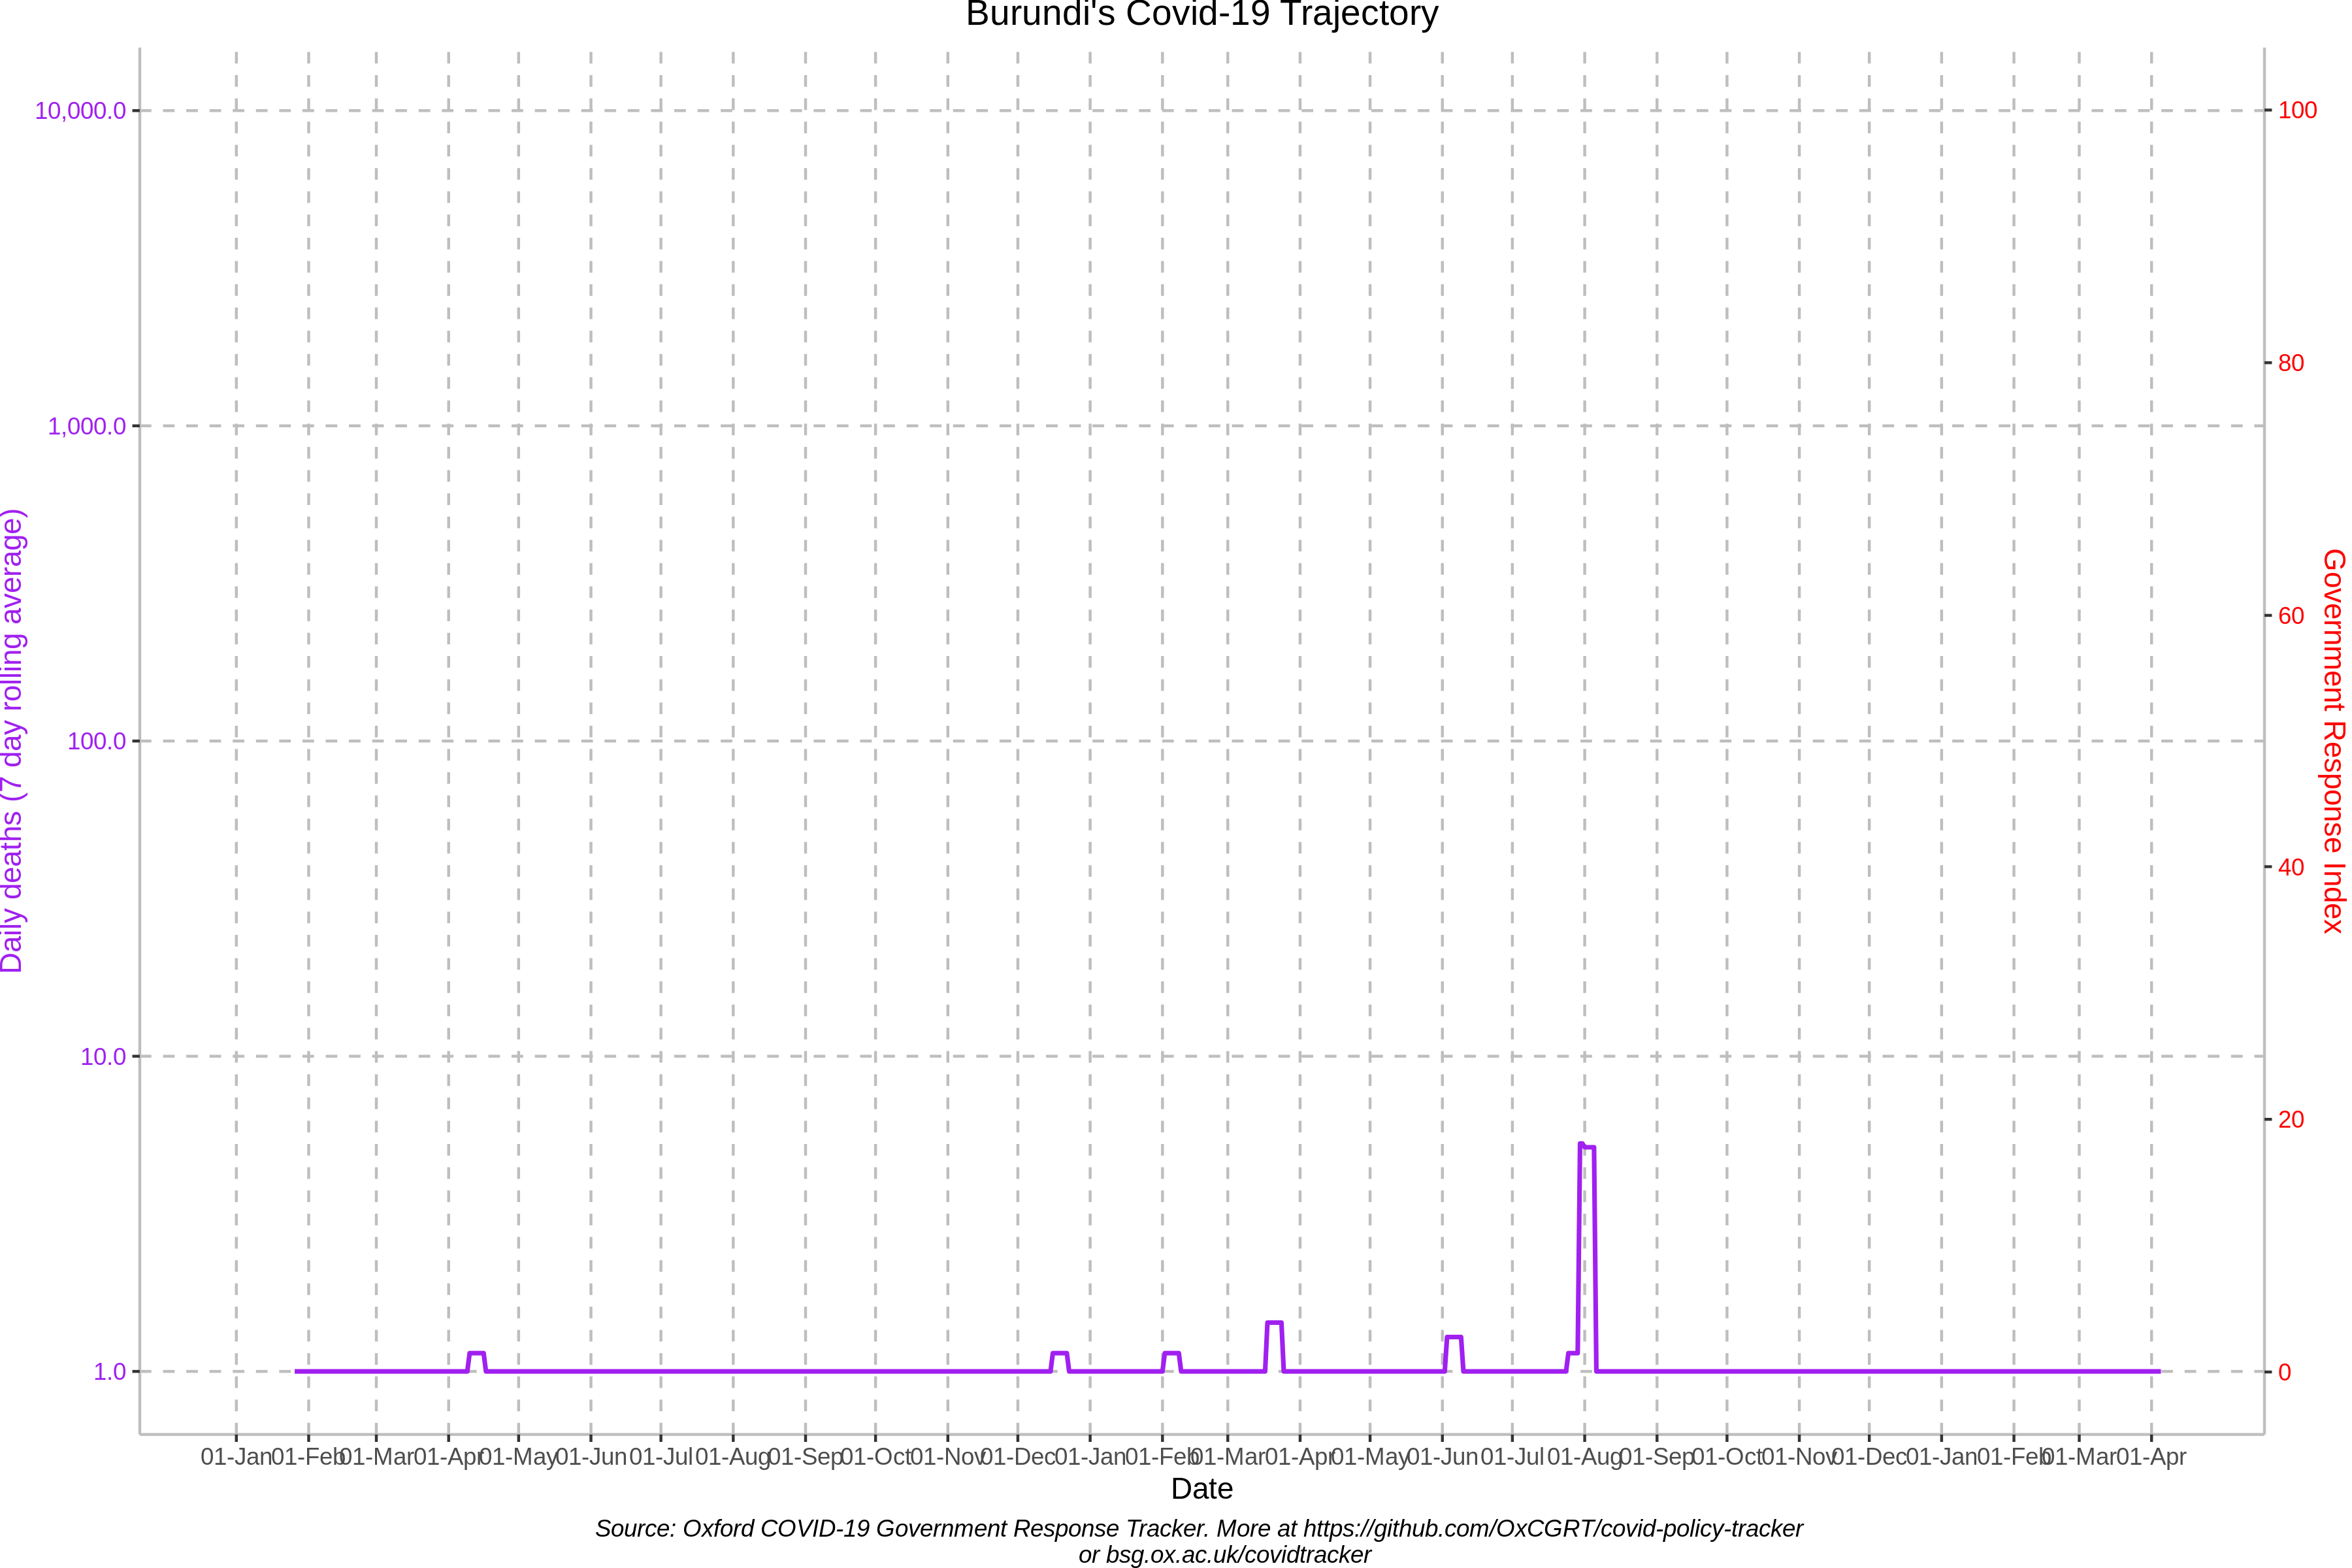 Burundi's Covid-19 Trajectory
10,000.0
1,000.0
100.0
10.0
1.0
Daily deaths (7 day rolling average)
100
80
60
40
20
0
Government Response Index
01-Jan 01-Feb 01-Mar 01-Apr 01-May 01-Jun 01-Jul 01-Aug 01-Sep 01-Oct 01-Nov 01-Dec 01-Jan 01-Feb 01-Mar 01-Apr 01-May 01-Jun 01-Jul 01-Aug 01-Sep 01-Oct 01-Nov 01-Dec 01-Jan 01-Feb 01-Mar 01-Apr
Date
Source: Oxford COVID-19 Government Response Tracker. More at https://github.com/OxCGRT/covid-policy-tracker
or bsg.ox.ac.uk/covidtracker